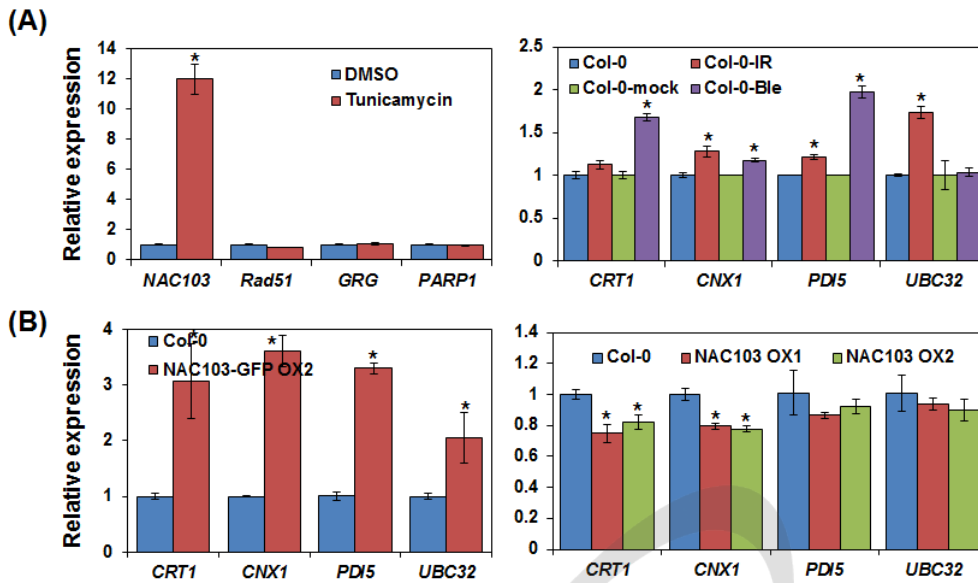 (A)
Relative expression
14
12
10
8
6
4
2
0
*
DMSO
Tunicamycin
NAC103 Rad51 GRG PARP1
2.5
2
1.5
1
0.5
0
Col-0 Col-0-IR
Col-0-mock Col-0-Ble
* * * * * *
CRT1 CNX1 PDI5 UBC32
(B)
Relative expression
4
3
2
1
0
Col-0
NAC103-GFP OX2
* * * *
CRT1 CNX1 PDI5 UBC32
1.4
1.2
1
0.8
0.6
0.4
0.2
0
Col-0 NAC103 OX1 NAC103 OX2
* * * *
CRT1 CNX1 PDI5 UBC32